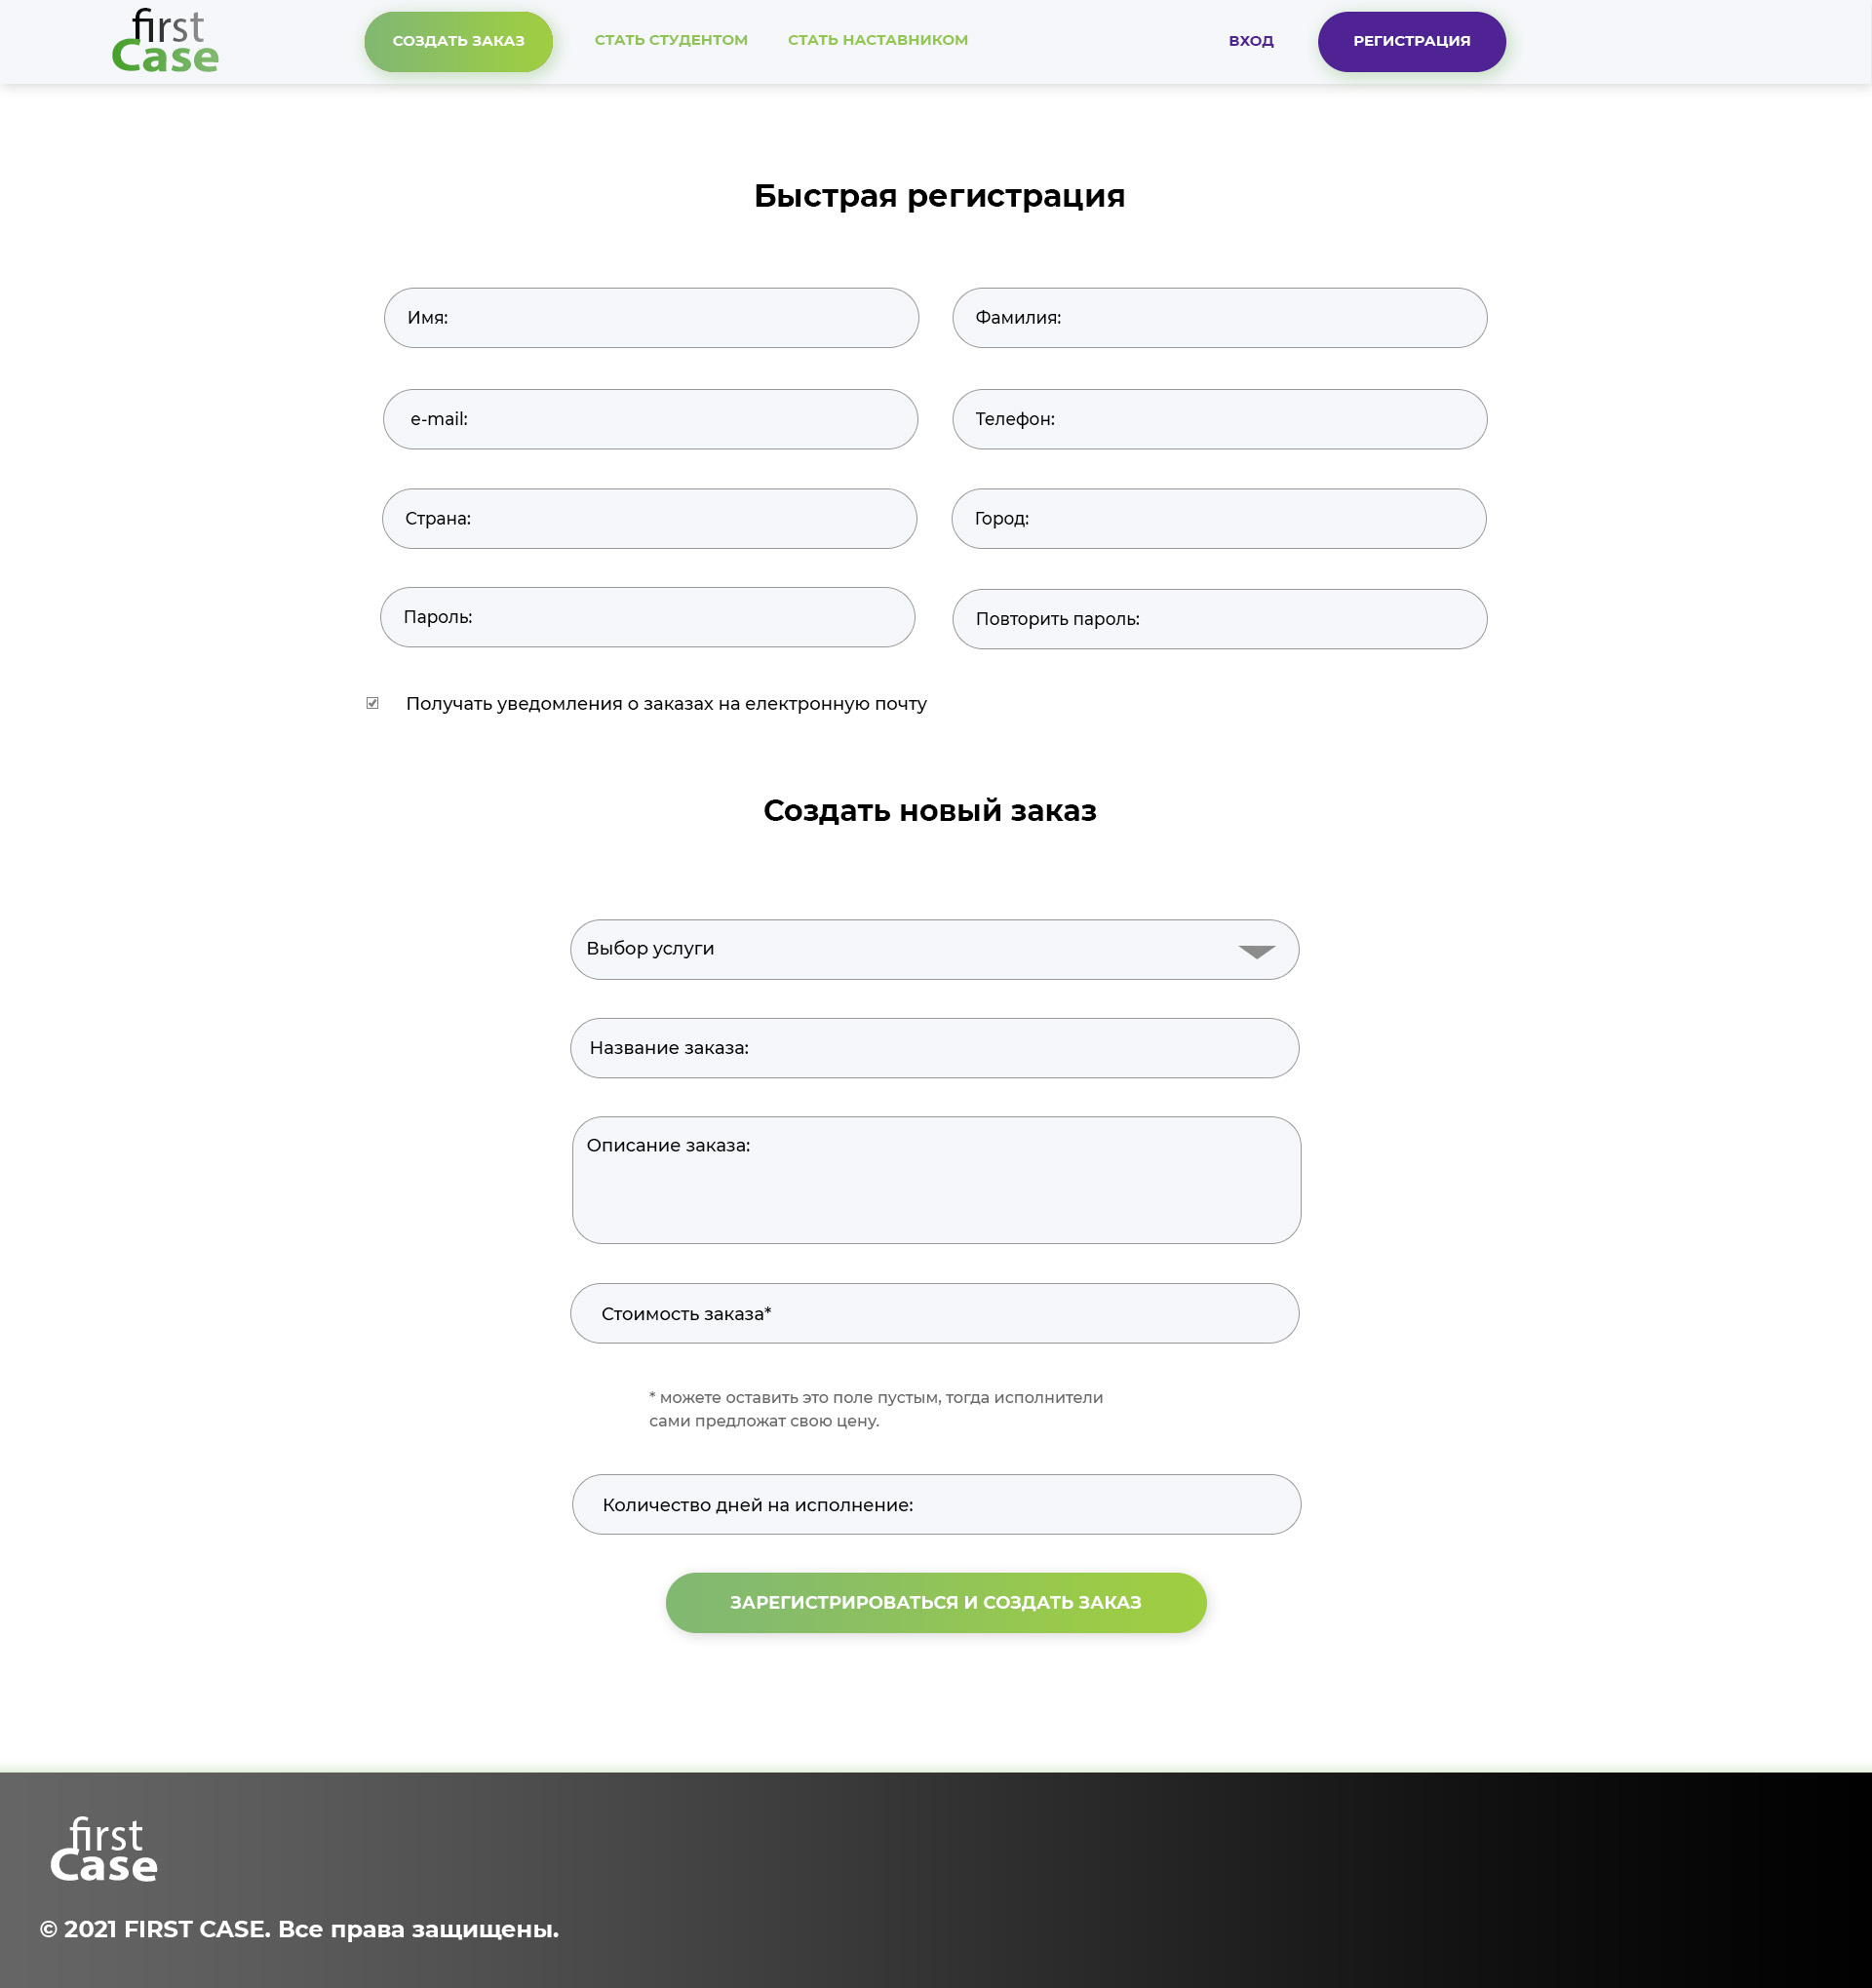 first
Case
СОЗДАТЬ ЗАКАЗ
СТАТЬ СТУДЕНТОМ
СТАТЬ НАСТАВНИКОМ
ВХОД
РЕГИСТРАЦИЯ
Быстрая регистрация
Имя:
Фамилия:
e-mail:
Телефон:
Страна:
Город:
Пароль:
Повторить пароль:
Получать уведомления о заказах на електронную почту
Создать новый заказ
Выбор услуги
Название заказа:
Описание заказа:
Стоимость заказа*
* можете оставить это поле пустым, тогда исполнители
сами предложат свою цену.
Количество дней на исполнение:
ЗАРЕГИСТРИРОВАТЬСЯ И СОЗДАТЬ ЗАКАЗ
first
Case
© 2021 FIRST CASE. Все права защищены.